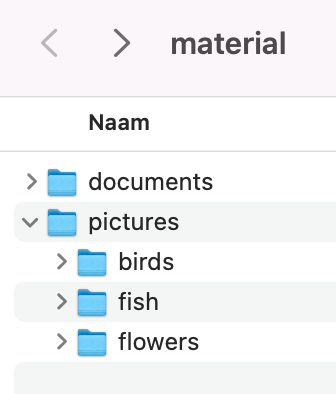 material
Naam
documents
pictures
birds
fish
flowers